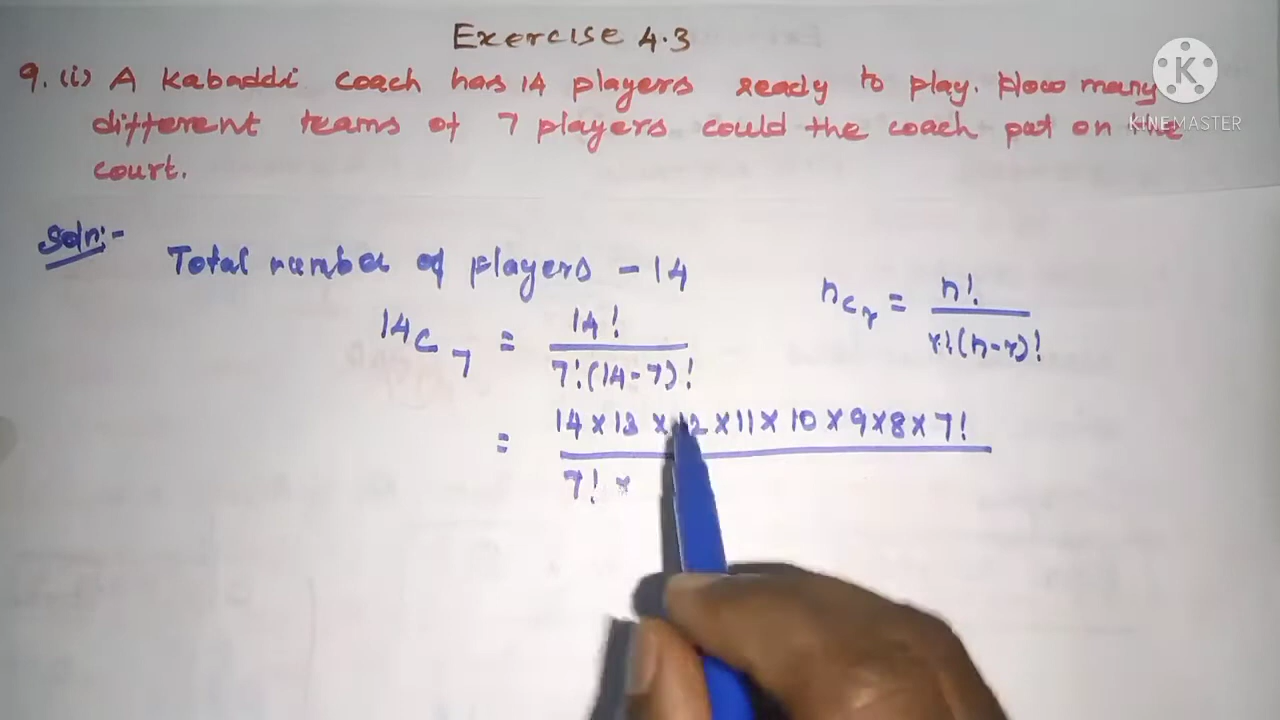 Exercise 4.3
9. (i) A kabaddi coach has 14 players ready to play. How many
different teams of 7 players could the coach put on the
court.
K
KINEMASTER
Soln:-
Total number of players - 14
14C7 = 14! / 7!(14-7)!
nCr = n! / r!(n-r)!
= 14 × 13 × 12 × 11 × 10 × 9 × 8 × 7! / 7! ×